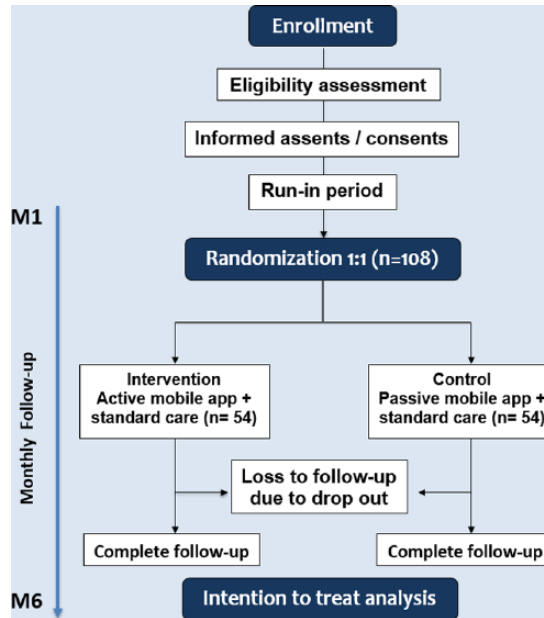 Enrollment
Eligibility assessment
Informed assents / consents
Run-in period
M1
Randomization 1:1 (n=108)
Intervention
Active mobile app +
standard care (n= 54)
Control
Passive mobile app +
standard care (n= 54)
Monthly Follow-up
Loss to follow-up
due to drop out
Complete follow-up
Complete follow-up
M6
Intention to treat analysis